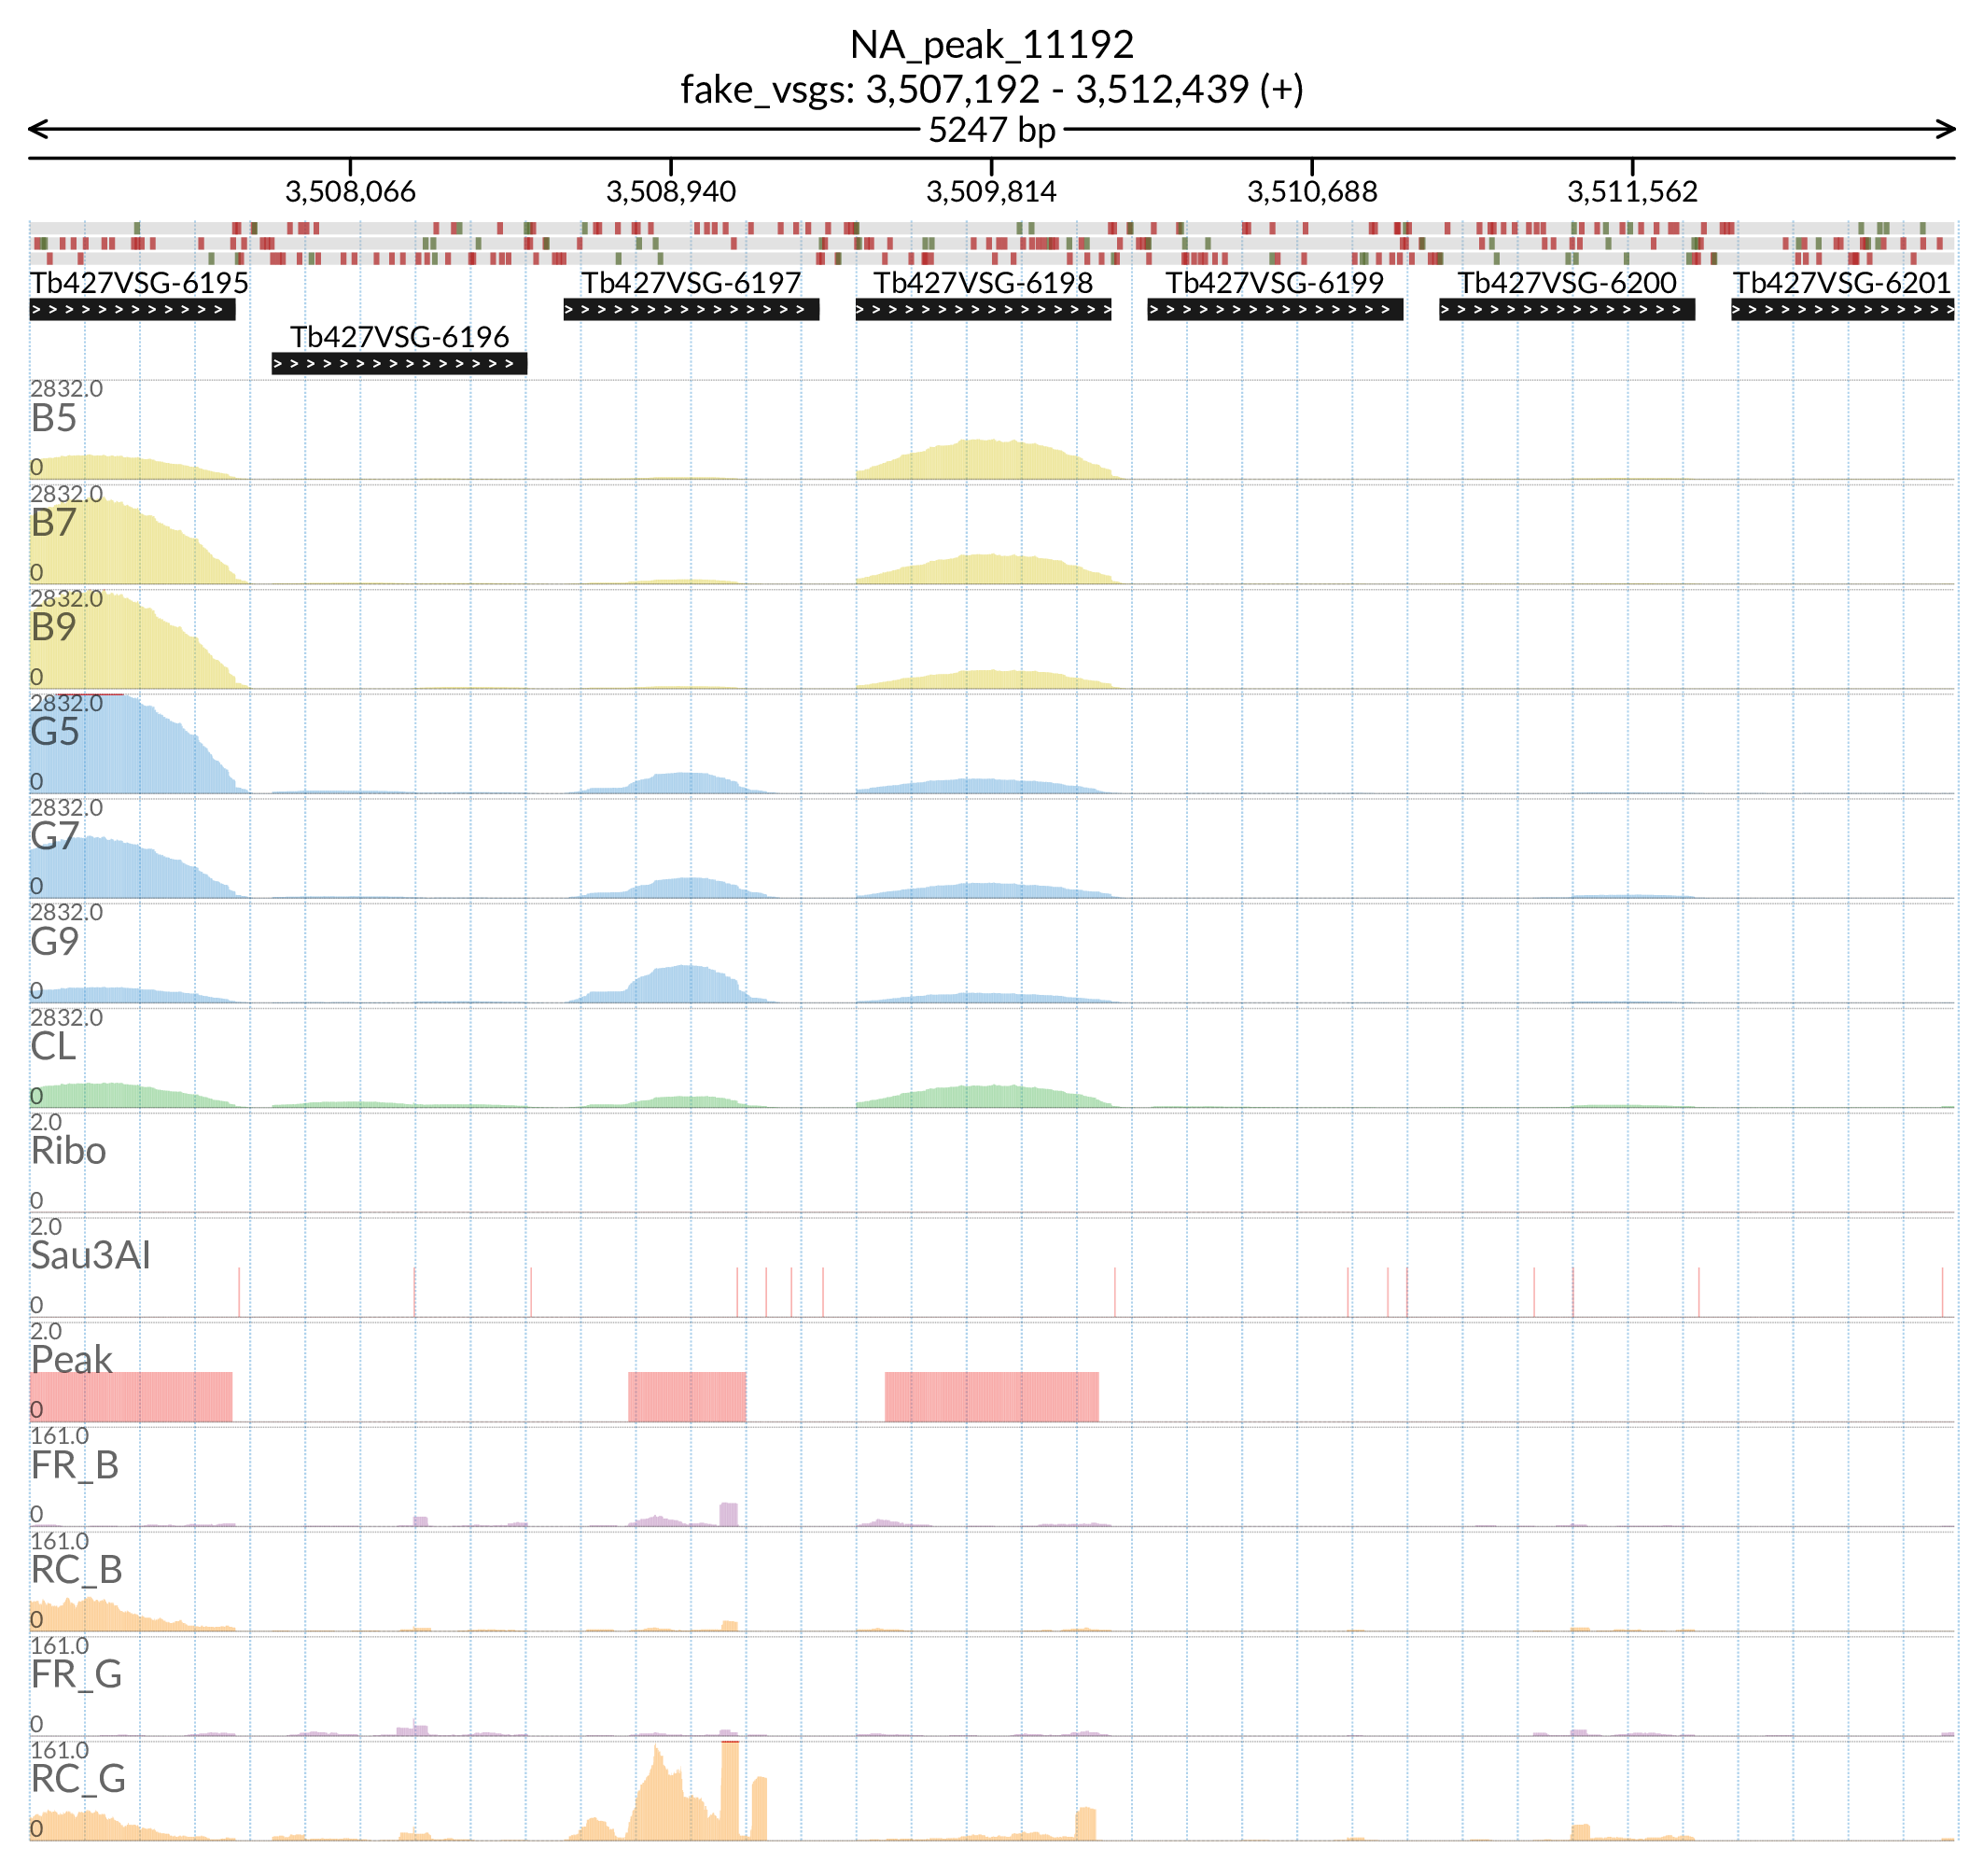 NA_peak_11192
fake_vsgs: 3,507,192 - 3,512,439 (+)
5247 bp
3,508,066 3,508,940 3,509,814 3,510,688 3,511,562
Tb427VSG-6195 Tb427VSG-6197 Tb427VSG-6198 Tb427VSG-6199 Tb427VSG-6200 Tb427VSG-6201
Tb427VSG-6196
2832.0
B5
0
2832.0
B7
0
2832.0
B9
0
2832.0
G5
0
2832.0
G7
0
2832.0
G9
0
2832.0
CL
0
2.0
Ribo
0
2.0
Sau3AI
0
2.0
Peak
0
161.0
FR_B
0
161.0
RC_B
0
161.0
FR_G
0
161.0
RC_G
0